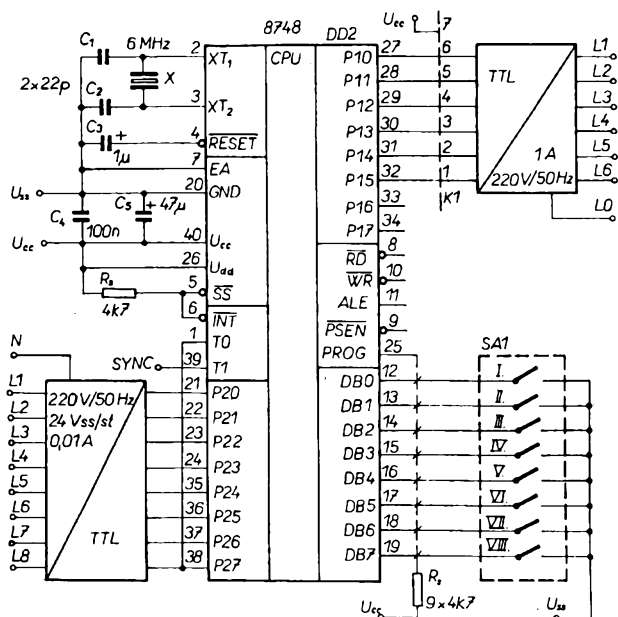 8748 DD2
CPU
C1
6 MHz
2
XT1
X
2x22p
C2
3
XT2
C3
+
1µ
4
RESET
7
EA
Uss
20
GND
C4
100n
C5
+ 47µ
Ucc
40
Ucc
26
Udd
5
SS
4k7
6
INT
1
T0
SYNC
39
T1
N
L1
L2
L3
L4
L5
L6
L7
L8
220V/50Hz
24 Vss/st
0,01A
TTL
21
P20
22
P21
23
P22
24
P23
35
P24
36
P25
37
P26
38
P27
P10
27
P11
28
P12
29
P13
30
P14
31
P15
32
P16
33
P17
34
RD
8
WR
10
ALE
11
PSEN
9
PROG
25
DB0
12
DB1
13
DB2
14
DB3
15
DB4
16
DB5
17
DB6
18
DB7
19
Ucc
7
6
5
4
3
2
1
K1
TTL
1A
220V/50Hz
L1
L2
L3
L4
L5
L6
L0
SA1
I.
II.
III.
IV.
V.
VI.
VII.
VIII.
9x4k7
Ucc
Uss